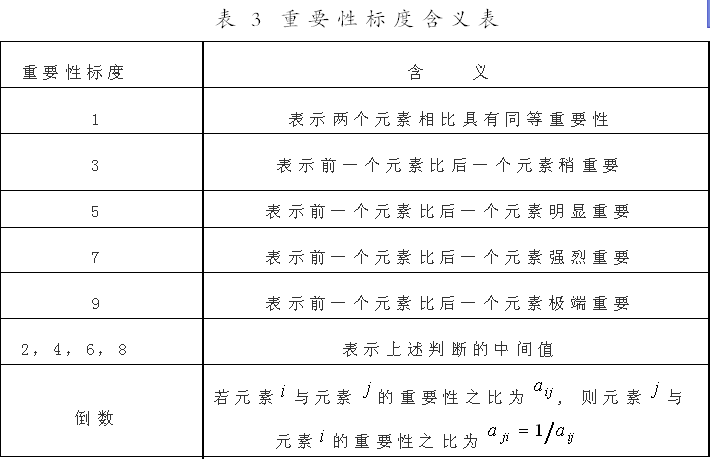 表 3 重要性标度含义表
重要性标度 含 义
1 表示两个元素相比具有同等重要性
3 表示前一个元素比后一个元素稍重要
5 表示前一个元素比后一个元素明显重要
7 表示前一个元素比后一个元素强烈重要
9 表示前一个元素比后一个元素极端重要
2, 4, 6, 8 表示上述判断的中间值
倒数 若元素 i 与元素 j 的重要性之比为 a_{ij}, 则元素 j 与
元素 i 的重要性之比为 a_{ji} = 1/a_{ij}